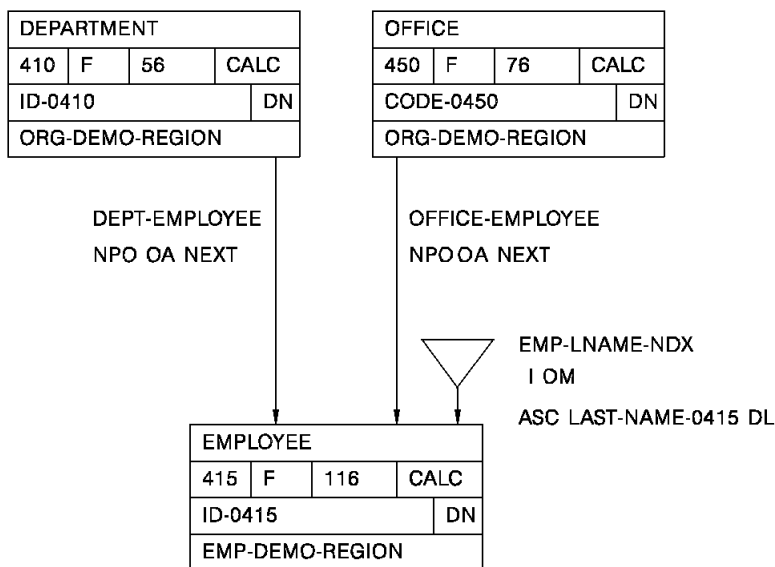 DEPARTMENT
410 F 56 CALC
ID-0410 DN
ORG-DEMO-REGION
OFFICE
450 F 76 CALC
CODE-0450 DN
ORG-DEMO-REGION
DEPT-EMPLOYEE
NPO OA NEXT
OFFICE-EMPLOYEE
NPO OA NEXT
EMP-LNAME-NDX
I OM
ASC LAST-NAME-0415 DL
EMPLOYEE
415 F 116 CALC
ID-0415 DN
EMP-DEMO-REGION